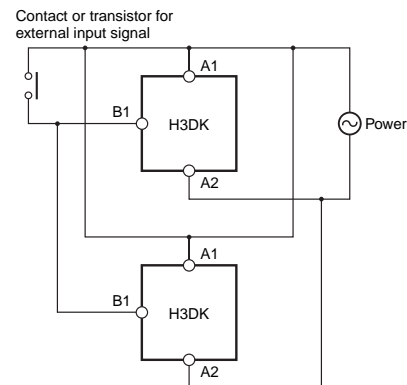 Contact or transistor for
external input signal
A1
B1
H3DK
Power
A2
A1
B1
H3DK
A2